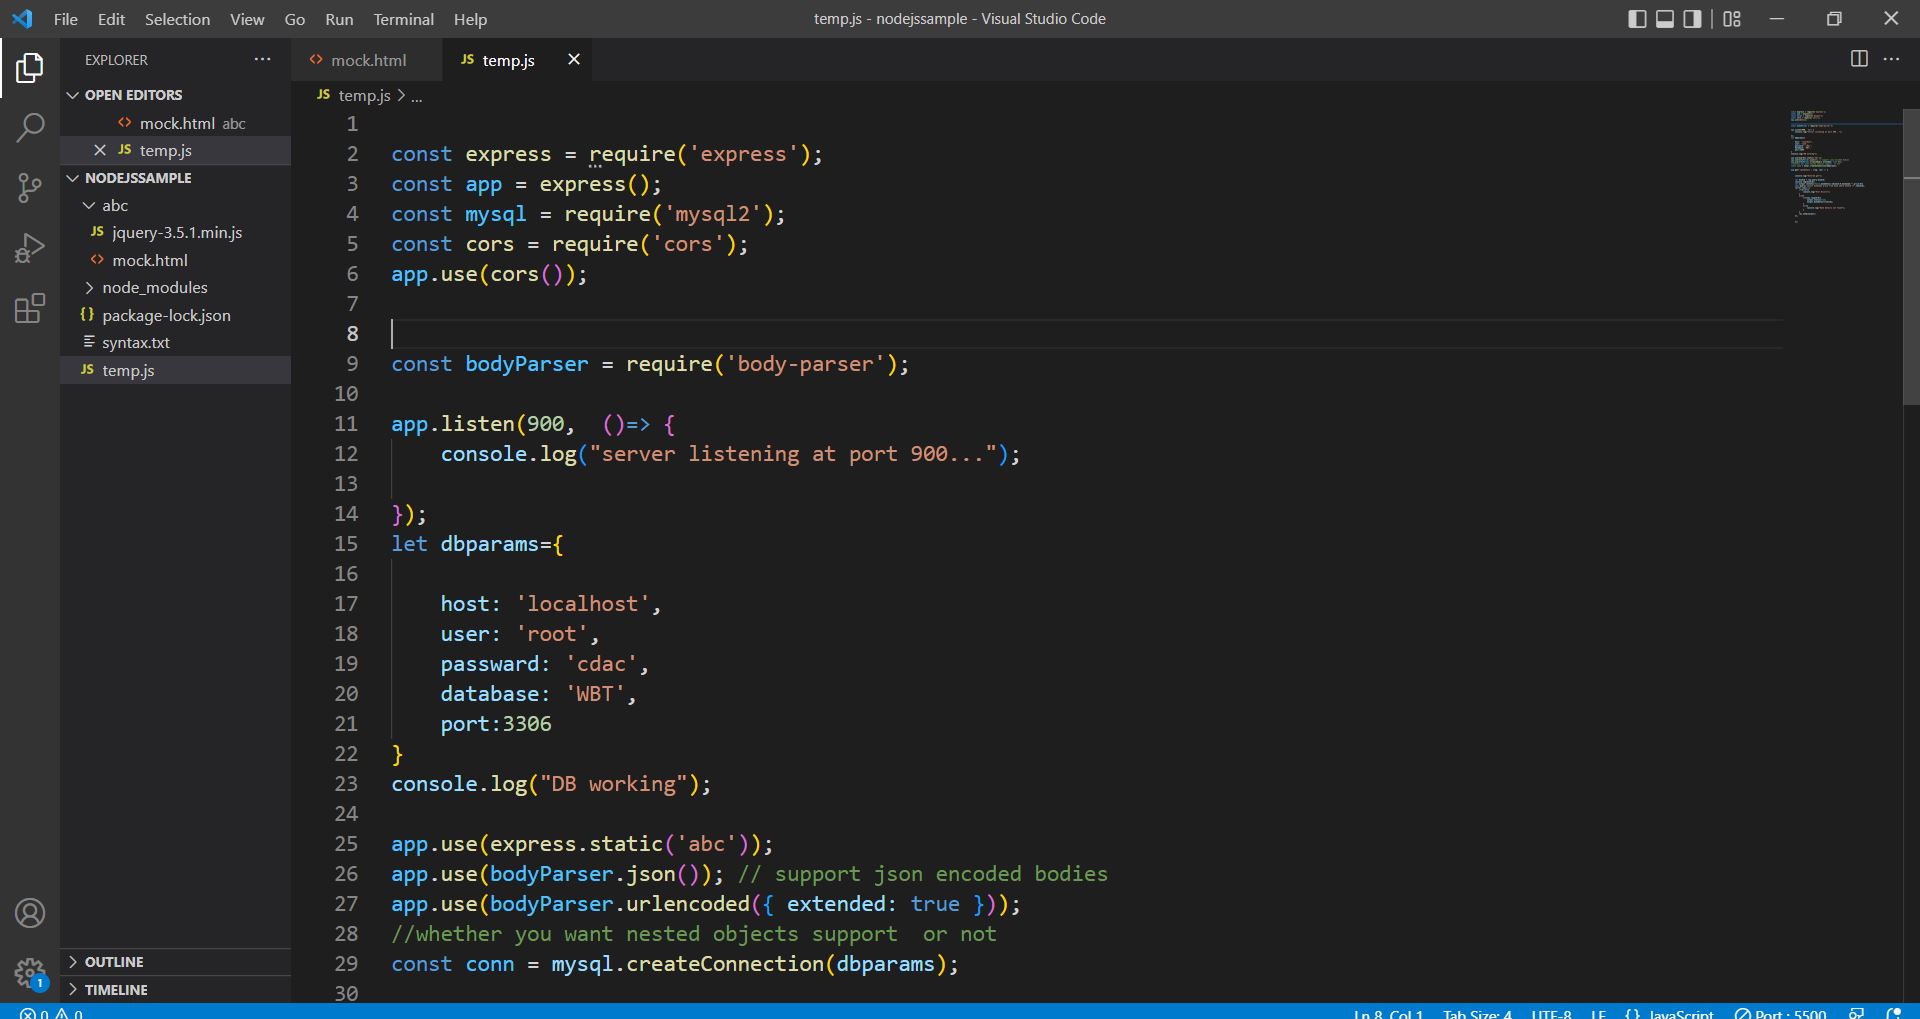 File Edit Selection View Go Run Terminal Help
temp.js - nodejssample - Visual Studio Code
EXPLORER ...
OPEN EDITORS
mock.html abc
temp.js
NODEJSSAMPLE
abc
JS jquery-3.5.1.min.js
mock.html
node_modules
{} package-lock.json
syntax.txt
JS temp.js
OUTLINE
TIMELINE
1
mock.html
JS temp.js
JS temp.js > ...
1
2 const express = require('express');
3 const app = express();
4 const mysql = require('mysql2');
5 const cors = require('cors');
6 app.use(cors());
7
8
9 const bodyParser = require('body-parser');
10
11 app.listen(900,  ()=> {
12     console.log("server listening at port 900...");
13
14 });
15 let dbparams={
16
17     host: 'localhost',
18     user: 'root',
19     passward: 'cdac',
20     database: 'WBT',
21     port:3306
22 }
23 console.log("DB working");
24
25 app.use(express.static('abc'));
26 app.use(bodyParser.json()); // support json encoded bodies
27 app.use(bodyParser.urlencoded({ extended: true }));
28 //whether you want nested objects support  or not
29 const conn = mysql.createConnection(dbparams);
30
0 0 Ln 8, Col 1 Tab Size: 4 UTF-8 LF {} JavaScript Port : 5500